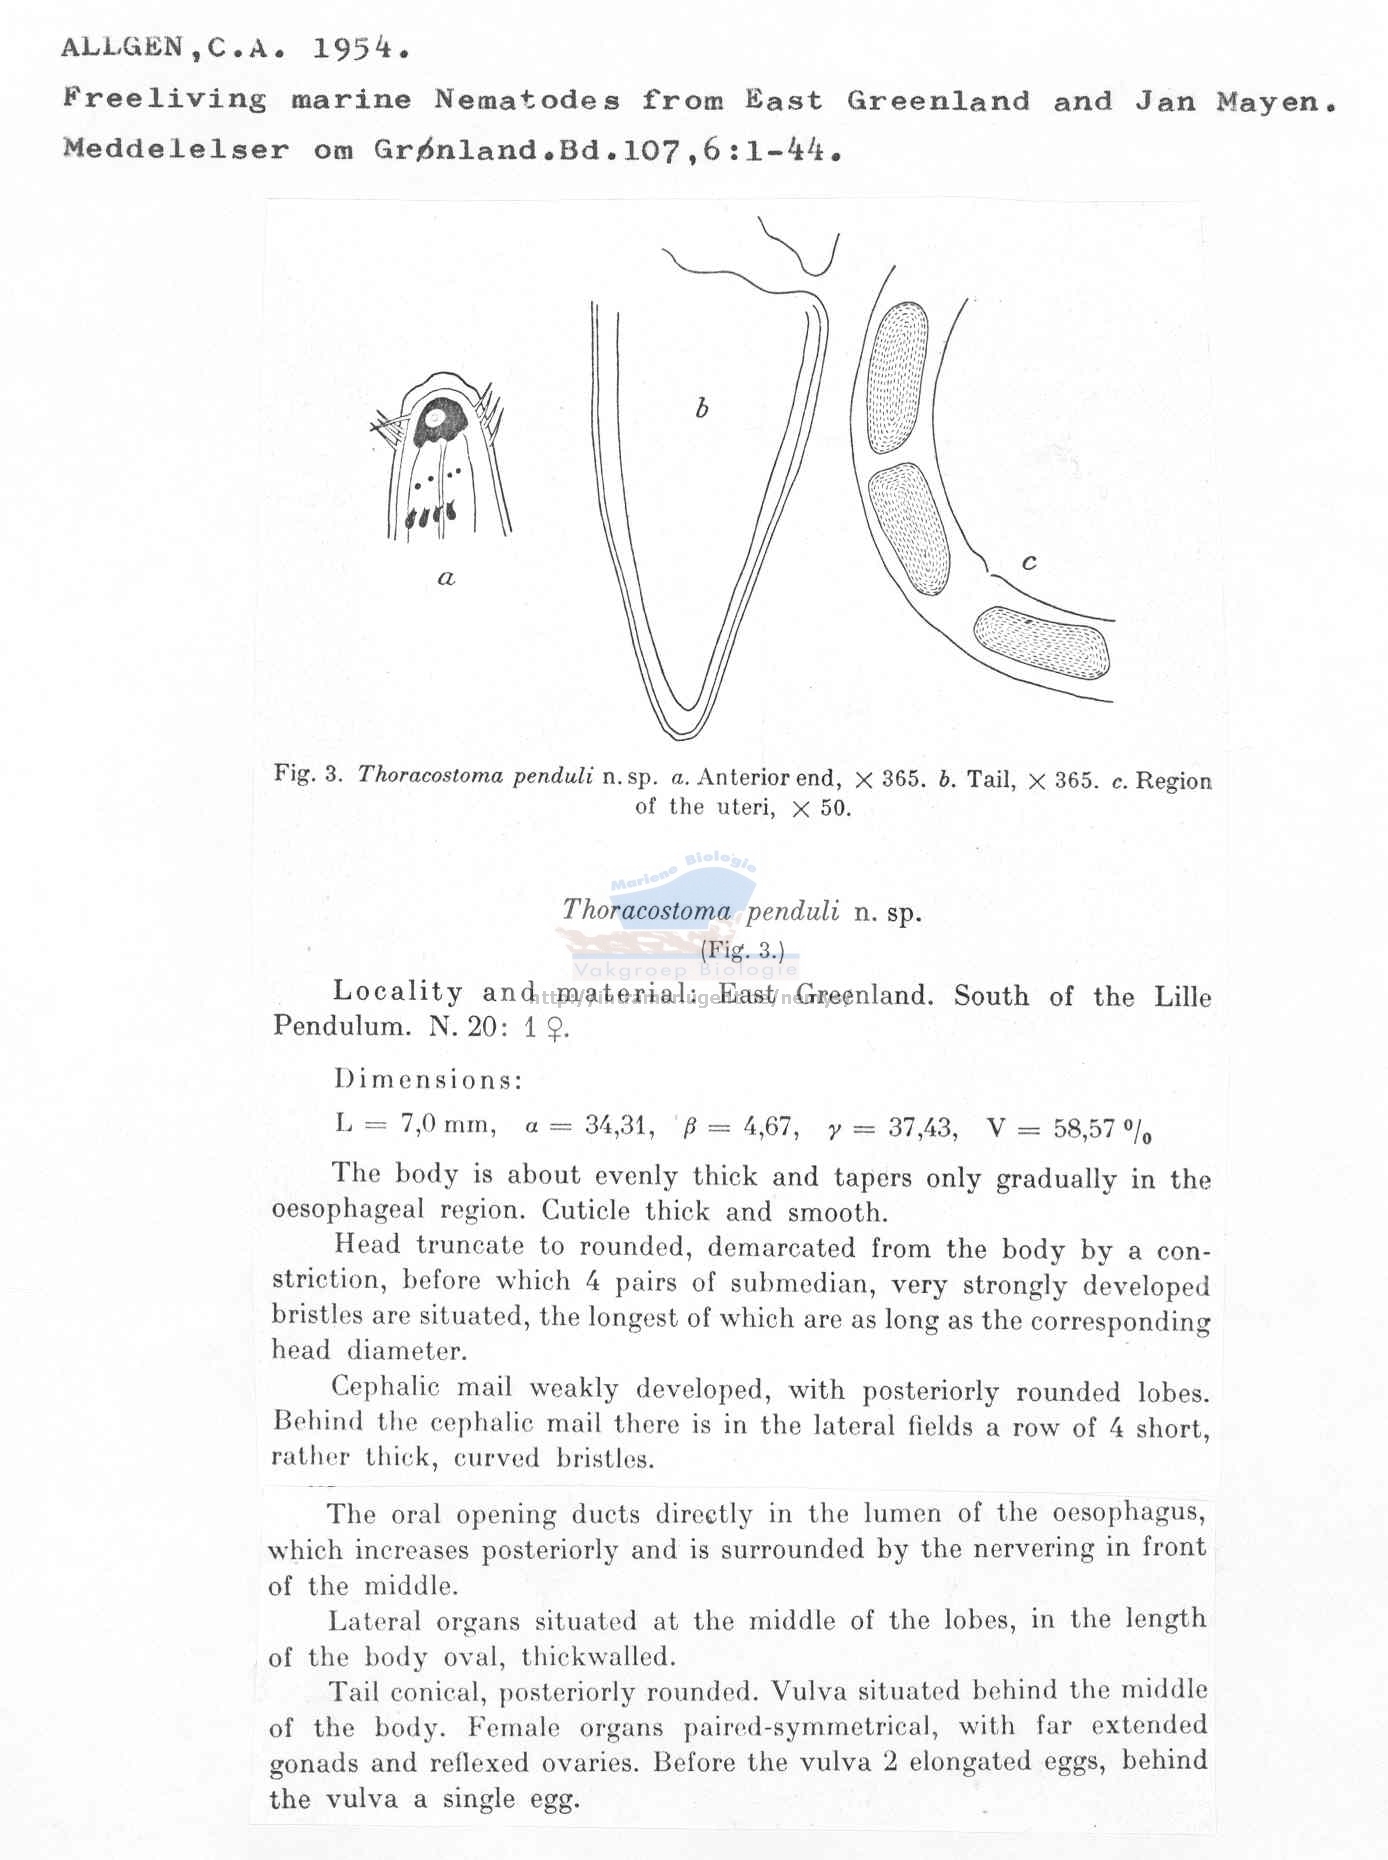 ALLGEN,C.A. 1954.
Freeliving marine Nematodes from East Greenland and Jan Mayen.
Meddelelser om Grønland.Bd.107,6:1-44.
a
b
c
Fig. 3. Thoracostoma penduli n. sp. a. Anterior end, × 365. b. Tail, × 365. c. Region
of the uteri, × 50.
Mariene Biologie
Thoracostoma penduli n. sp.
(Fig. 3.)
Vakgroep Biologie
Locality and material: East Greenland. South of the Lille
Pendulum. N. 20: 1 ♀.
Dimensions:
L = 7,0 mm, α = 34,31, β = 4,67, γ = 37,43, V = 58,57 %
The body is about evenly thick and tapers only gradually in the
oesophageal region. Cuticle thick and smooth.
Head truncate to rounded, demarcated from the body by a con-
striction, before which 4 pairs of submedian, very strongly developed
bristles are situated, the longest of which are as long as the corresponding
head diameter.
Cephalic mail weakly developed, with posteriorly rounded lobes.
Behind the cephalic mail there is in the lateral fields a row of 4 short,
rather thick, curved bristles.
The oral opening ducts directly in the lumen of the oesophagus,
which increases posteriorly and is surrounded by the nervering in front
of the middle.
Lateral organs situated at the middle of the lobes, in the length
of the body oval, thickwalled.
Tail conical, posteriorly rounded. Vulva situated behind the middle
of the body. Female organs paired-symmetrical, with far extended
gonads and reflexed ovaries. Before the vulva 2 elongated eggs, behind
the vulva a single egg.